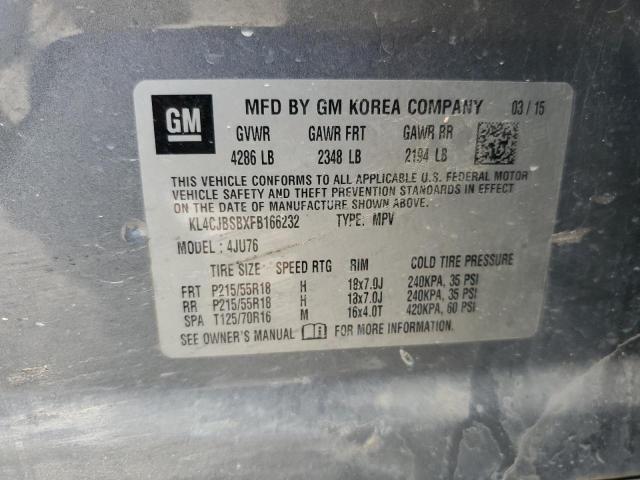 GM MFD BY GM KOREA COMPANY 03/15
GVWR GAWR FRT GAWR RR
4286 LB 2348 LB 2194 LB
THIS VEHICLE CONFORMS TO ALL APPLICABLE U.S. FEDERAL MOTOR
VEHICLE SAFETY AND THEFT PREVENTION STANDARDS IN EFFECT
ON THE DATE OF MANUFACTURE SHOWN ABOVE.
KL4CJBSBXFB166232 TYPE: MPV
MODEL: 4JU76
TIRE SIZE SPEED RTG RIM COLD TIRE PRESSURE
FRT P215/55R18 H 18x7.0J 240KPA, 35 PSI
RR P215/55R18 H 18x7.0J 240KPA, 35 PSI
SPA T125/70R16 M 16x4.0T 420KPA, 60 PSI
SEE OWNER'S MANUAL FOR MORE INFORMATION.